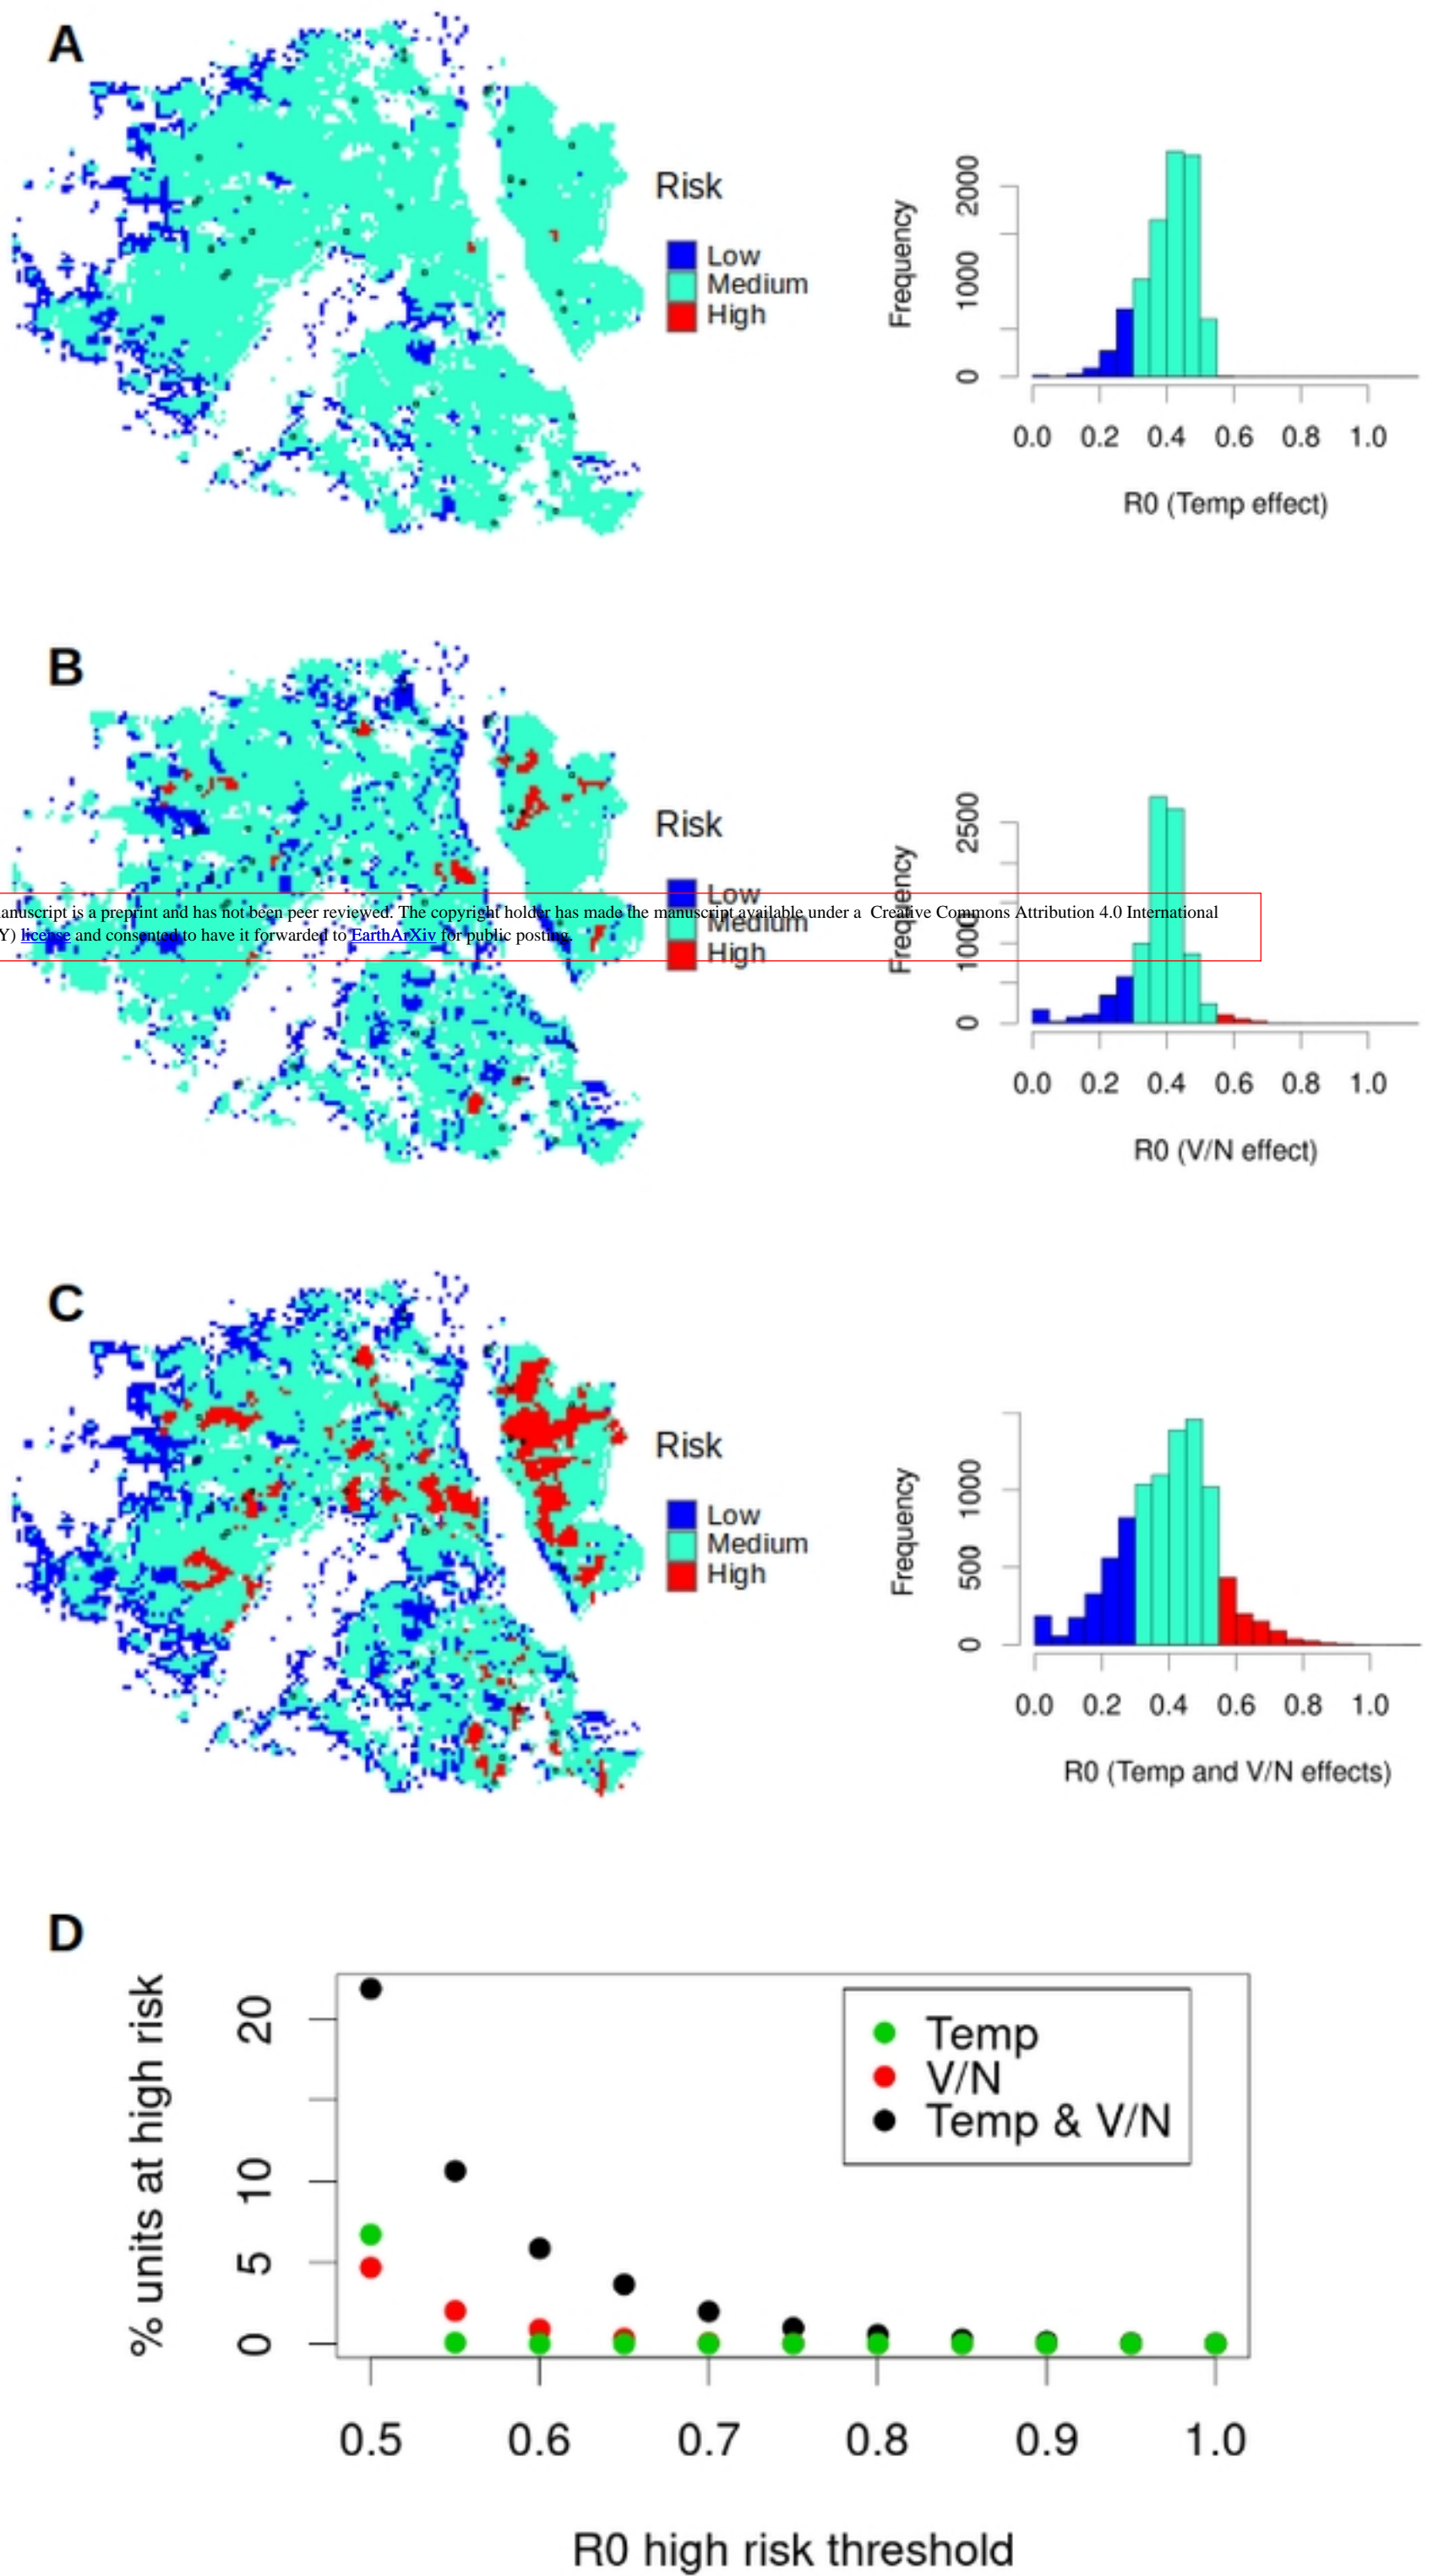 A
Risk
Low
Medium
High
Frequency
0 1000 2000
0.0 0.2 0.4 0.6 0.8 1.0
R0 (Temp effect)
B
Risk
Low
Medium
High
anuscript is a preprint and has not been peer reviewed. The copyright holder has made the manuscript available under a Creative Commons Attribution 4.0 International
Y) license and consented to have it forwarded to EarthArXiv for public posting.
Frequency
0 1000 2500
0.0 0.2 0.4 0.6 0.8 1.0
R0 (V/N effect)
C
Risk
Low
Medium
High
Frequency
0 500 1000
0.0 0.2 0.4 0.6 0.8 1.0
R0 (Temp and V/N effects)
D
% units at high risk
0 5 10 20
Temp
V/N
Temp & V/N
0.5 0.6 0.7 0.8 0.9 1.0
R0 high risk threshold